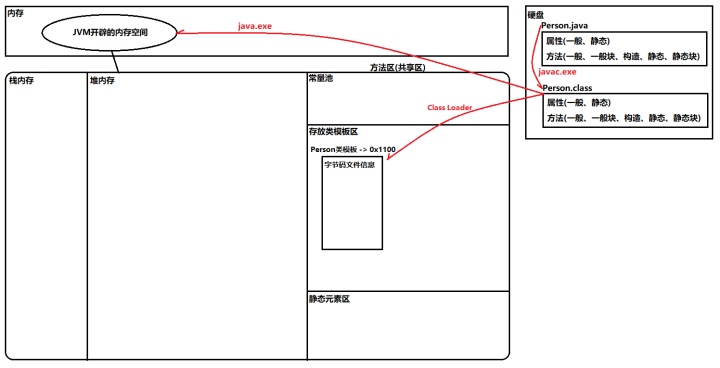 内存
JVM开辟的内存空间
java.exe
硬盘
Person.java
属性(一般、静态)
方法(一般、一般块、构造、静态、静态块)
javac.exe
Person.class
属性(一般、静态)
方法(一般、一般块、构造、静态、静态块)
Class Loader
方法区(共享区)
栈内存
堆内存
常量池
存放类模板区
Person类模板 -> 0x1100
字节码文件信息
静态元素区